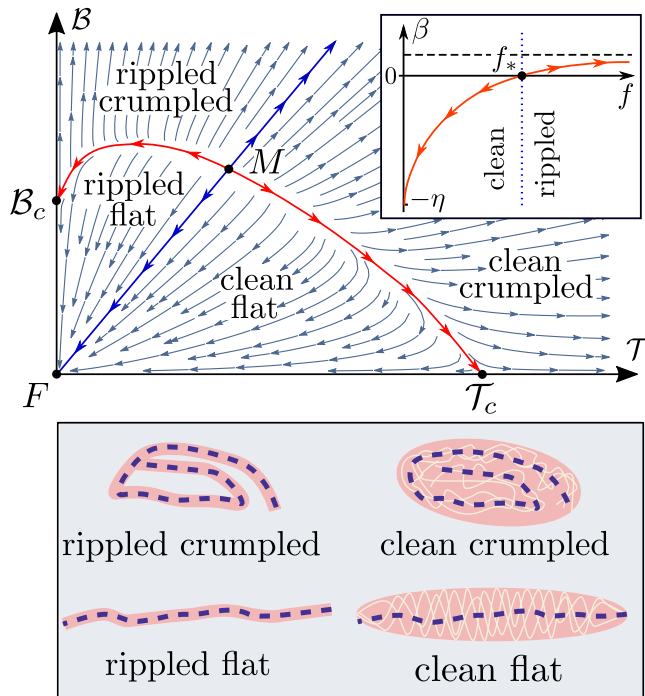 ℬ
β
rippled
crumpled
f*
0
f
clean
rippled
M
rippled
flat
ℬc
−η
clean
flat
clean
crumpled
𝒯
F
𝒯c
rippled crumpled
clean crumpled
rippled flat
clean flat